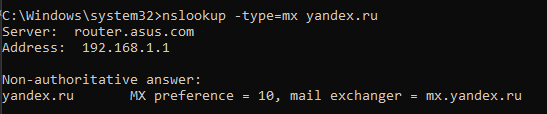 C:\Windows\system32>nslookup -type=mx yandex.ru
Server:  router.asus.com
Address:  192.168.1.1

Non-authoritative answer:
yandex.ru       MX preference = 10, mail exchanger = mx.yandex.ru